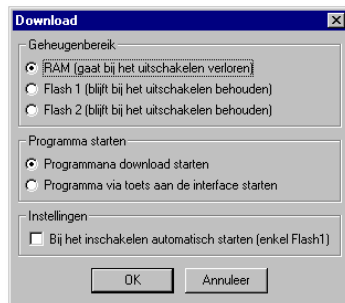 Download
Geheugenbereik
RAM (gaat bij het uitschakelen verloren)
Flash 1 (blijft bij het uitschakelen behouden)
Flash 2 (blijft bij het uitschakelen behouden)
Programma starten
Programmana download starten
Programma via toets aan de interface starten
Instellingen
Bij het inschakelen automatisch starten (enkel Flash1)
OK
Annuleer